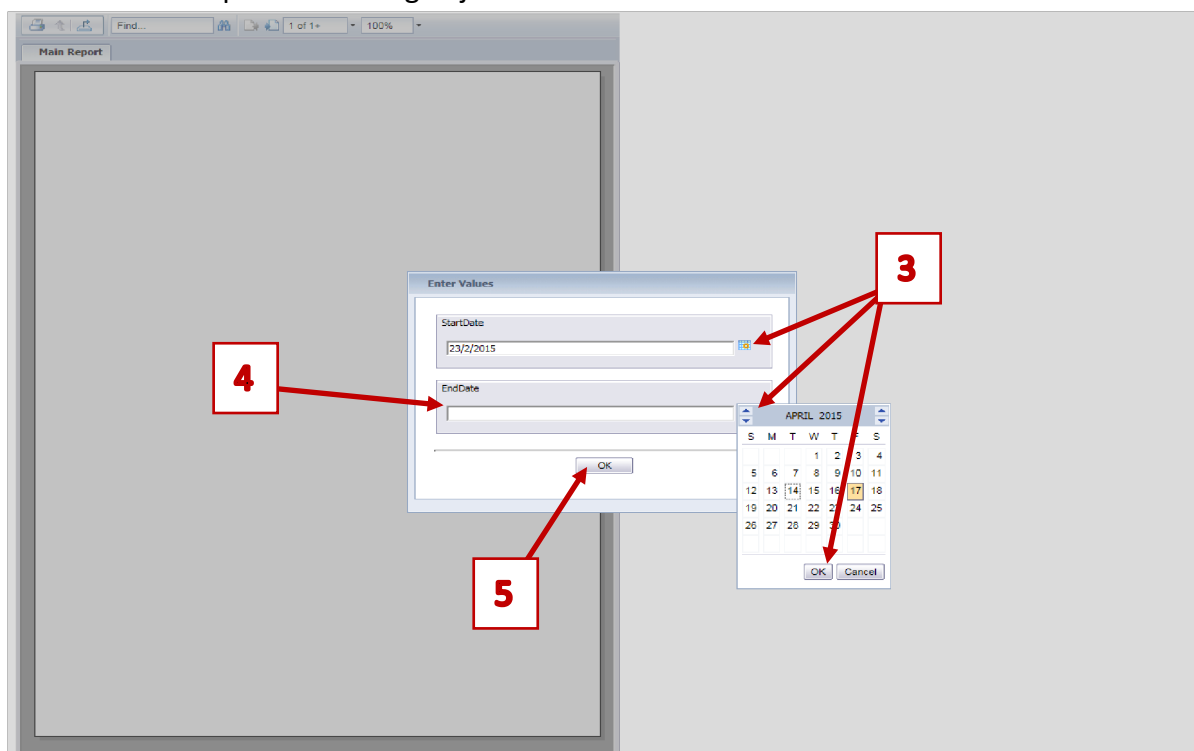 Find... 1 of 1+ 100%
Main Report
3
Enter Values
StartDate
23/2/2015
4
EndDate
APRIL 2015
S M T W T F S
1 2 3 4
OK
5 6 7 8 9 10 11
12 13 14 15 16 17 18
19 20 21 22 23 24 25
26 27 28 29 30
OK Cancel
5